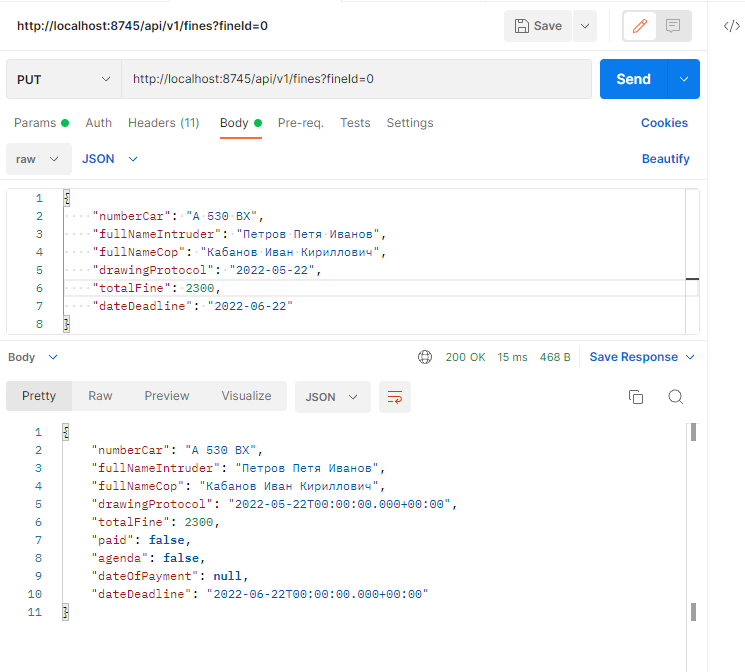 http://localhost:8745/api/v1/fines?fineId=0
Save
</>
PUT
http://localhost:8745/api/v1/fines?fineId=0
Send
Params Auth Headers (11) Body Pre-req. Tests Settings Cookies
raw JSON Beautify
1 {
2 "numberCar": "А 530 ВХ",
3 "fullNameIntruder": "Петров Петя Иванов",
4 "fullNameCop": "Кабанов Иван Кириллович",
5 "drawingProtocol": "2022-05-22",
6 "totalFine": 2300,
7 "dateDeadline": "2022-06-22"
8 }
Body 200 OK 15 ms 468 B Save Response
Pretty Raw Preview Visualize JSON
1 {
2 "numberCar": "А 530 ВХ",
3 "fullNameIntruder": "Петров Петя Иванов",
4 "fullNameCop": "Кабанов Иван Кириллович",
5 "drawingProtocol": "2022-05-22T00:00:00.000+00:00",
6 "totalFine": 2300,
7 "paid": false,
8 "agenda": false,
9 "dateOfPayment": null,
10 "dateDeadline": "2022-06-22T00:00:00.000+00:00"
11 }